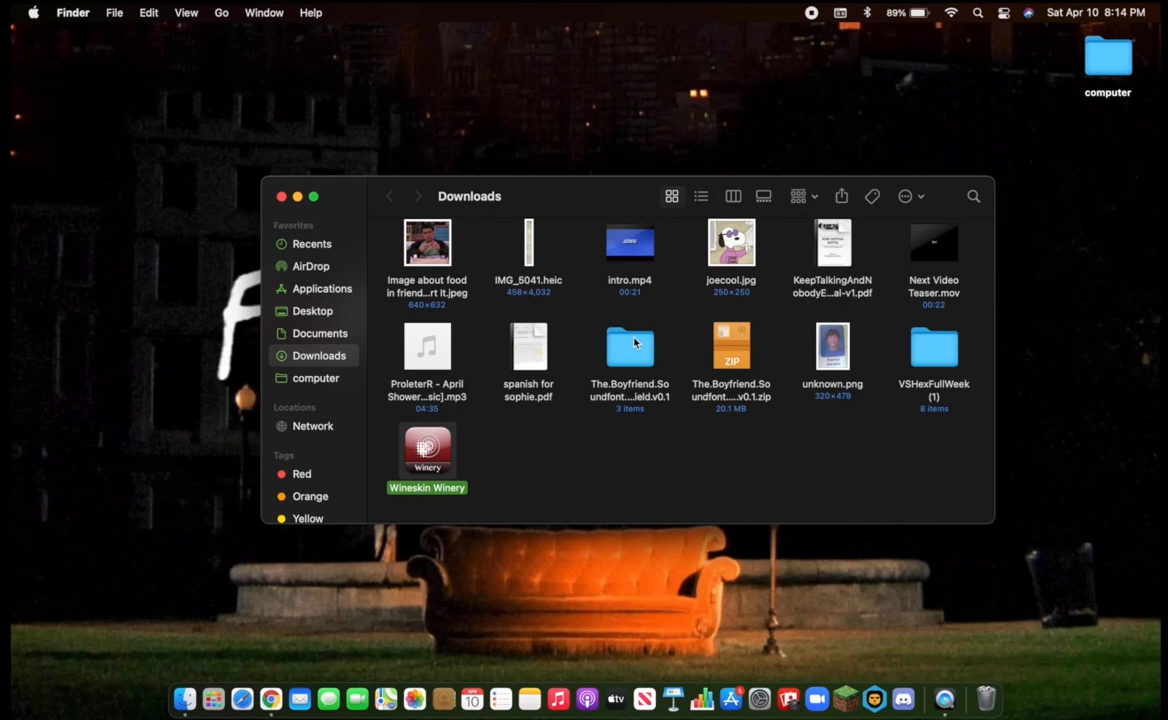 Finder File Edit View Go Window Help 89% Sat Apr 10 8:14 PM
computer
Downloads
Favorites
Recents
AirDrop
Applications
Desktop
Documents
Downloads
computer
Locations
Network
Tags
Red
Orange
Yellow
Image about food
in friend...rt It.jpeg
640×632
IMG_5041.heic
458×4,032
intro.mp4
00:21
joecool.jpg
250×250
KeepTalkingAndN
obodyE...al-v1.pdf
Next Video
Teaser.mov
00:22
ProleterR - April
Shower...sic].mp3
04:35
spanish for
sophie.pdf
The.Boyfriend.So
undfont....ield.v0.1
3 items
ZIP
The.Boyfriend.So
undfont.....v0.1.zip
20.1 MB
unknown.png
320×478
VSHexFullWeek
(1)
8 items
Winery
Wineskin Winery
F
APR
10
tv